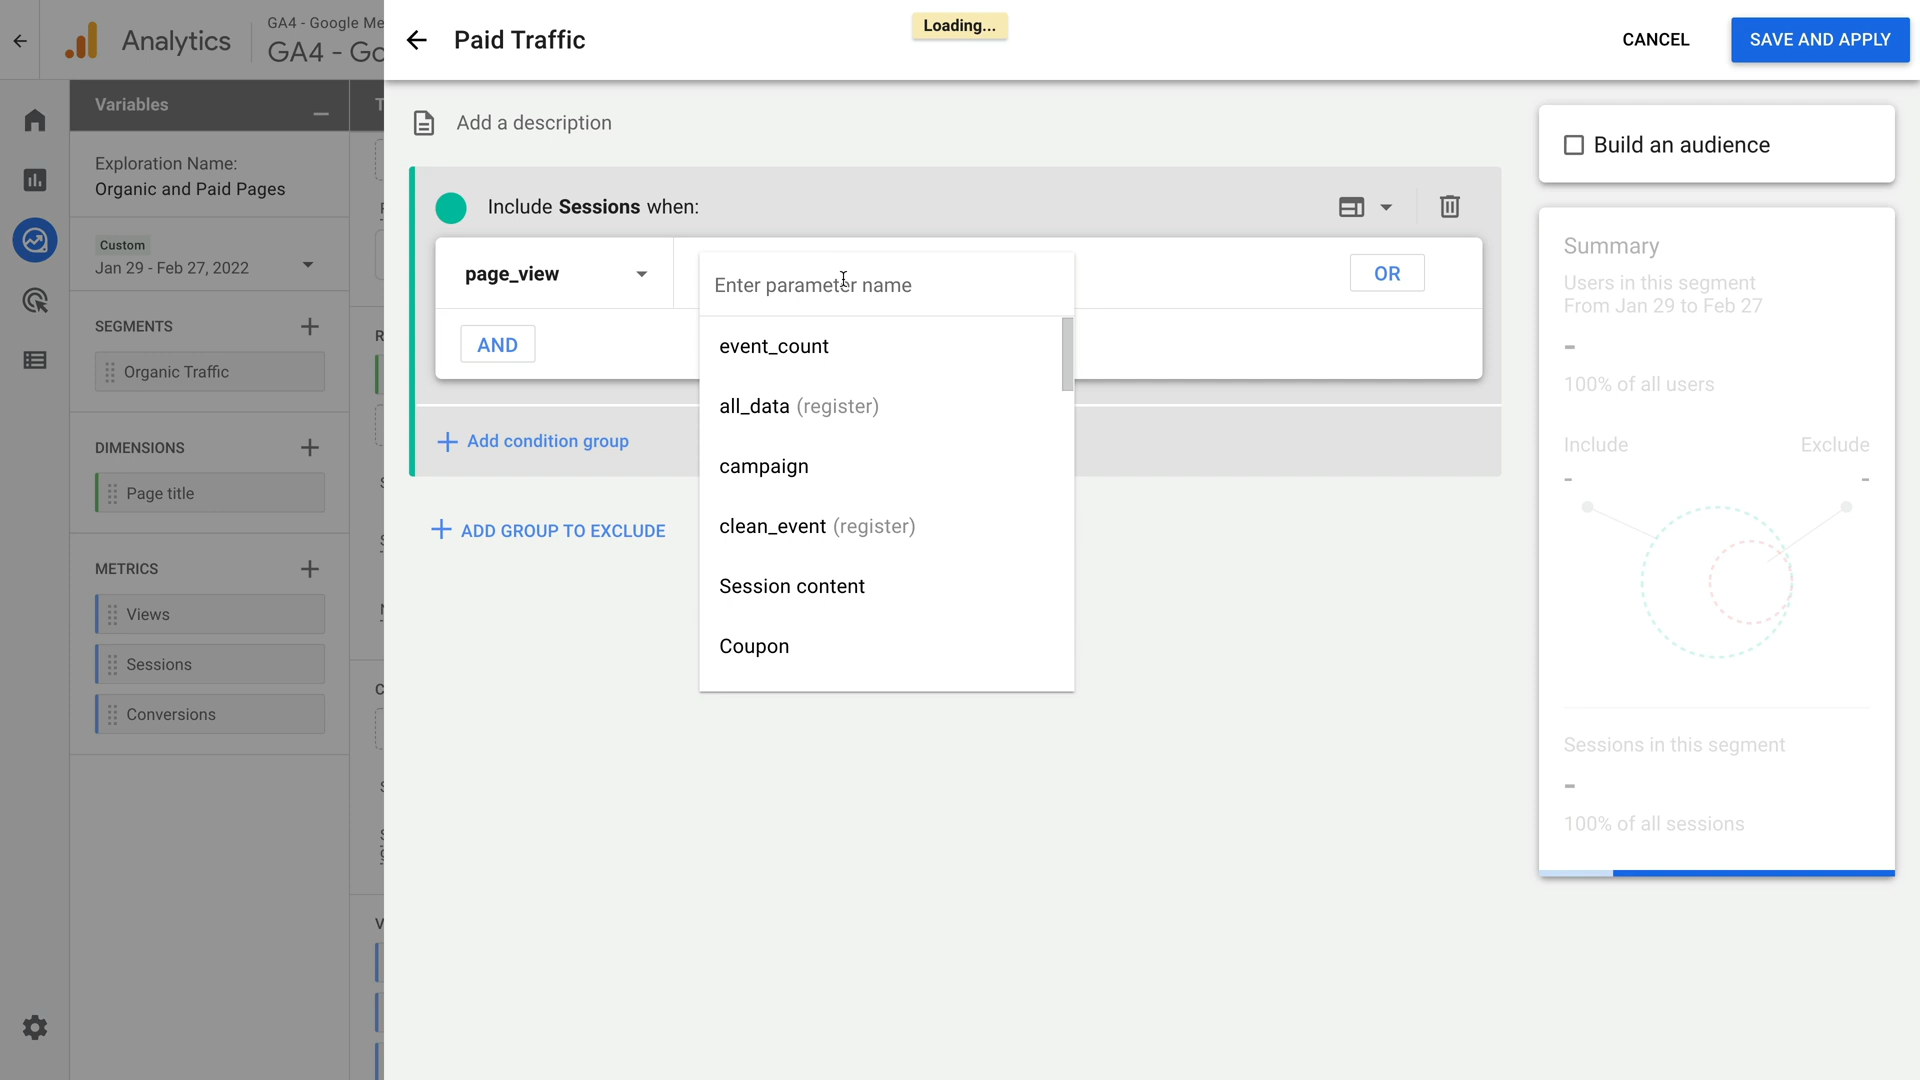 Analytics
GA4 - Google Me
GA4 - Go
Paid Traffic
Loading...
CANCEL
SAVE AND APPLY
Variables
T
Exploration Name:
Organic and Paid Pages
Custom
Jan 29 - Feb 27, 2022
SEGMENTS
Organic Traffic
DIMENSIONS
Page title
METRICS
Views
Sessions
Conversions
Add a description
Include Sessions when:
page_view
OR
AND
Add condition group
ADD GROUP TO EXCLUDE
Enter parameter name
event_count
all_data (register)
campaign
clean_event (register)
Session content
Coupon
Build an audience
Summary
Users in this segment
From Jan 29 to Feb 27
-
100% of all users
Include Exclude
- -
Sessions in this segment
-
100% of all sessions